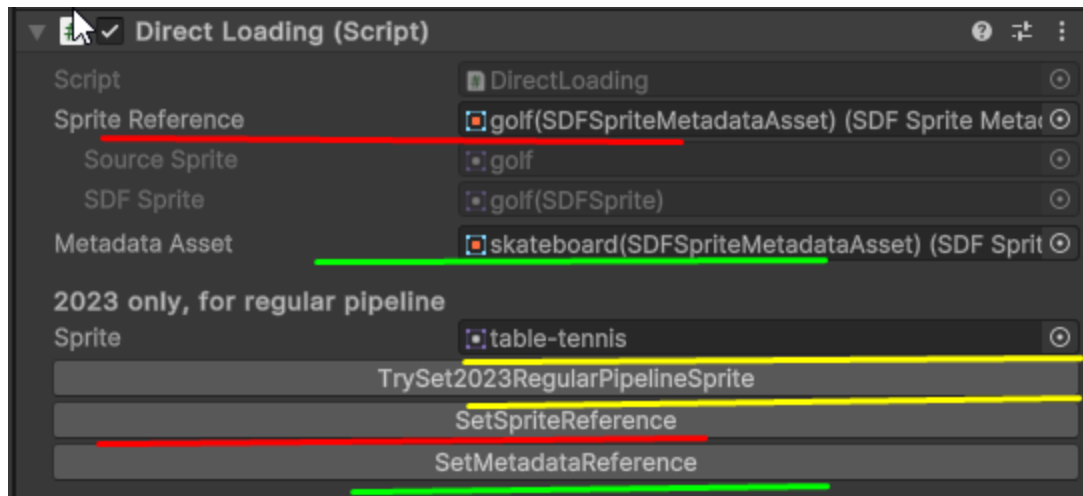 Direct Loading (Script)
Script DirectLoading
Sprite Reference golf(SDFSpriteMetadataAsset) (SDF Sprite Meta
Source Sprite golf
SDF Sprite golf(SDFSprite)
Metadata Asset skateboard(SDFSpriteMetadataAsset) (SDF Sprit
2023 only, for regular pipeline
Sprite table-tennis
TrySet2023RegularPipelineSprite
SetSpriteReference
SetMetadataReference